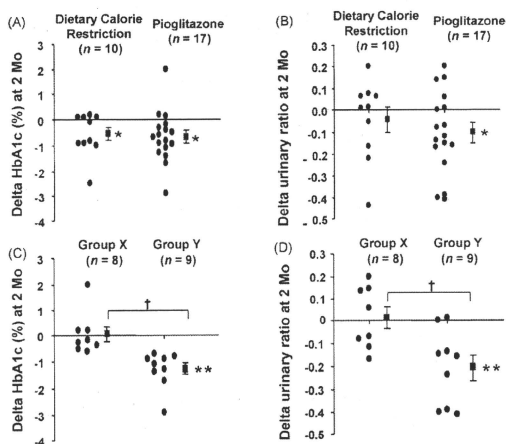 (A)
Dietary Calorie
Restriction
(n = 10)
Pioglitazone
(n = 17)
Delta HbA1c (%) at 2 Mo
3
2
1
0
-1
-2
-3
-4
*
*
(B)
Dietary Calorie
Restriction
(n = 10)
Pioglitazone
(n = 17)
Delta urinary ratio at 2 Mo
0.3
0.2
0.1
0.0
-0.1
-0.2
-0.3
-0.4
-0.5
*
(C)
Group X
(n = 8)
Group Y
(n = 9)
Delta HbA1c (%) at 2 Mo
3
2
1
0
-1
-2
-3
-4
†
**
(D)
Group X
(n = 8)
Group Y
(n = 9)
Delta urinary ratio at 2 Mo
0.3
0.2
0.1
0
-0.1
-0.2
-0.3
-0.4
-0.5
†
**